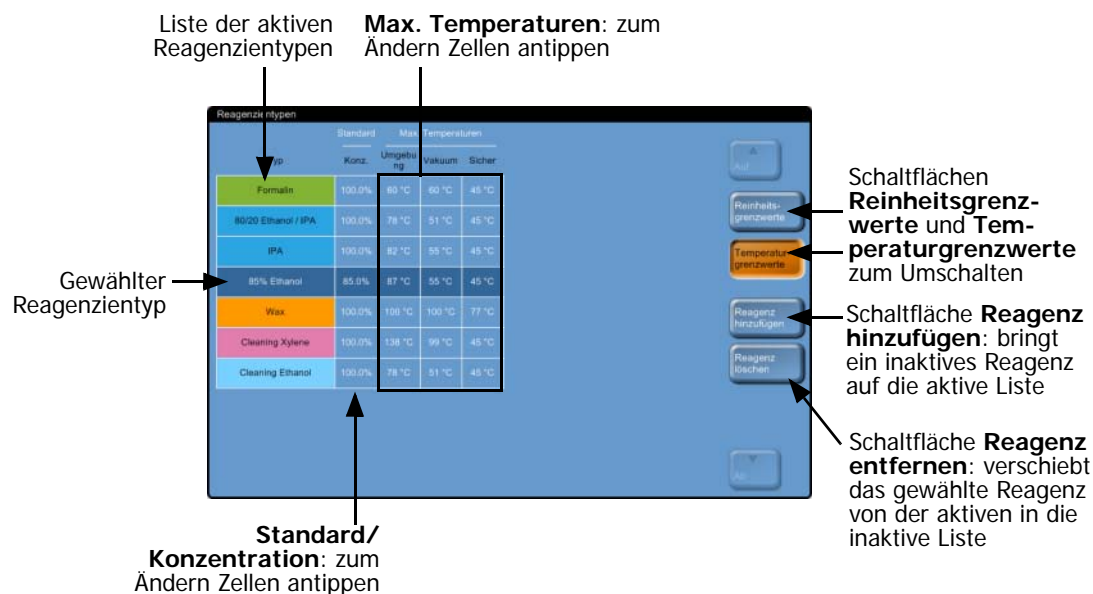 Liste der aktiven
Reagenzientypen
Max. Temperaturen: zum
Ändern Zellen antippen
Reagenzientypen
Standard Max. Temperaturen
Typ Konz. Umgebu
ng Vakuum Sicher
Formalin 100.0% 60 °C 60 °C 45 °C
80/20 Ethanol / IPA 100.0% 78 °C 51 °C 45 °C
IPA 100.0% 82 °C 55 °C 45 °C
85% Ethanol 85.0% 87 °C 55 °C 45 °C
Wax 100.0% 100 °C 100 °C 77 °C
Cleaning Xylene 100.0% 138 °C 99 °C 45 °C
Cleaning Ethanol 100.0% 78 °C 51 °C 45 °C
Auf
Reinheits-
grenzwerte
Temperatur-
grenzwerte
Reagenz
hinzufügen
Reagenz
löschen
Ab
Gewählter
Reagenzientyp
Schaltflächen
Reinheitsgrenz-
werte und Tem-
peraturgrenzwerte
zum Umschalten
Schaltfläche Reagenz
hinzufügen: bringt
ein inaktives Reagenz
auf die aktive Liste
Schaltfläche Reagenz
entfernen: verschiebt
das gewählte Reagenz
von der aktiven in die
inaktive Liste
Standard/
Konzentration: zum
Ändern Zellen antippen